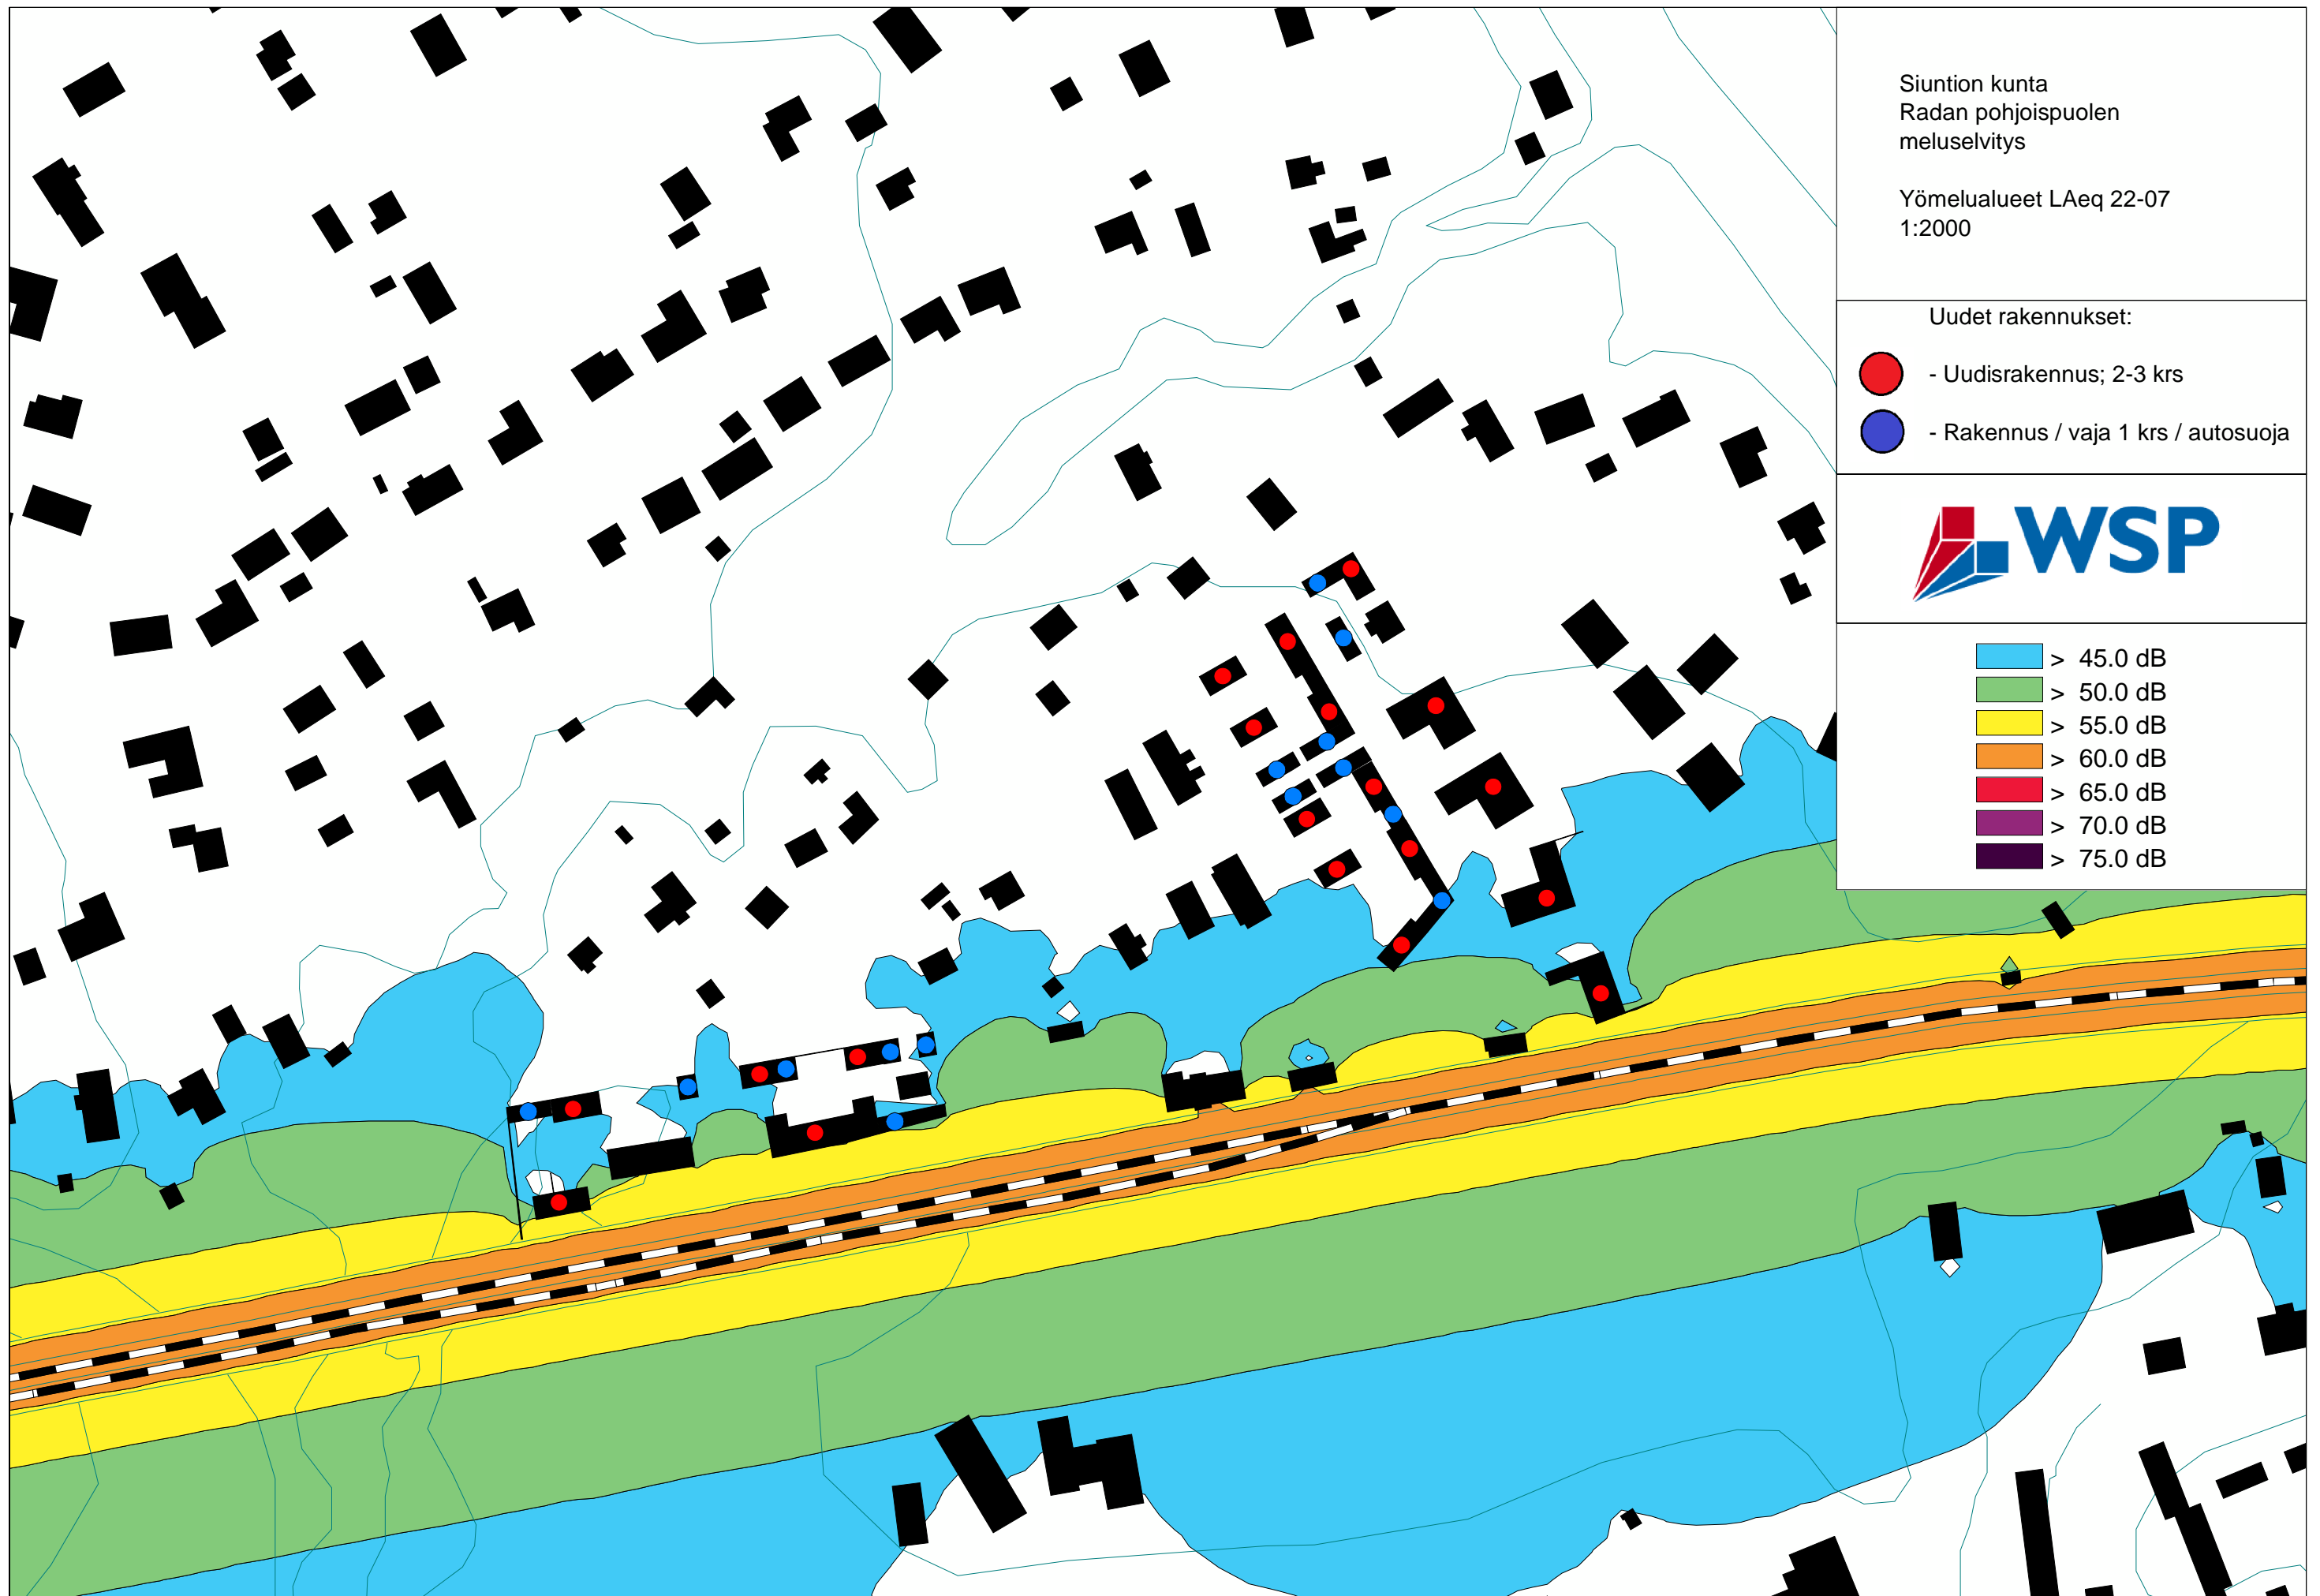 Siuntion kunta
Radan pohjoispuolen
meluselvitys
Yömelualueet LAeq 22-07
1:2000
Uudet rakennukset:
- Uudisrakennus; 2-3 krs
- Rakennus / vaja 1 krs / autosuoja
WSP
> 45.0 dB
> 50.0 dB
> 55.0 dB
> 60.0 dB
> 65.0 dB
> 70.0 dB
> 75.0 dB